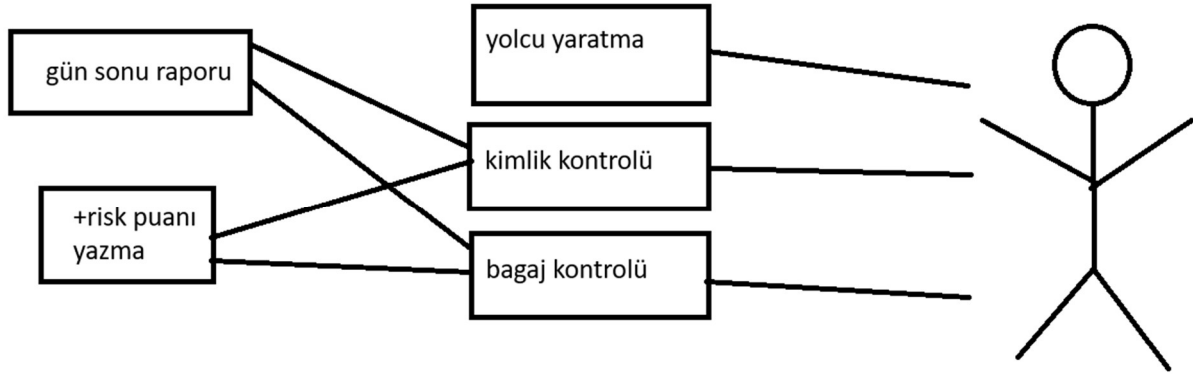 gün sonu raporu
+risk puanı
yazma
yolcu yaratma
kimlik kontrolü
bagaj kontrolü